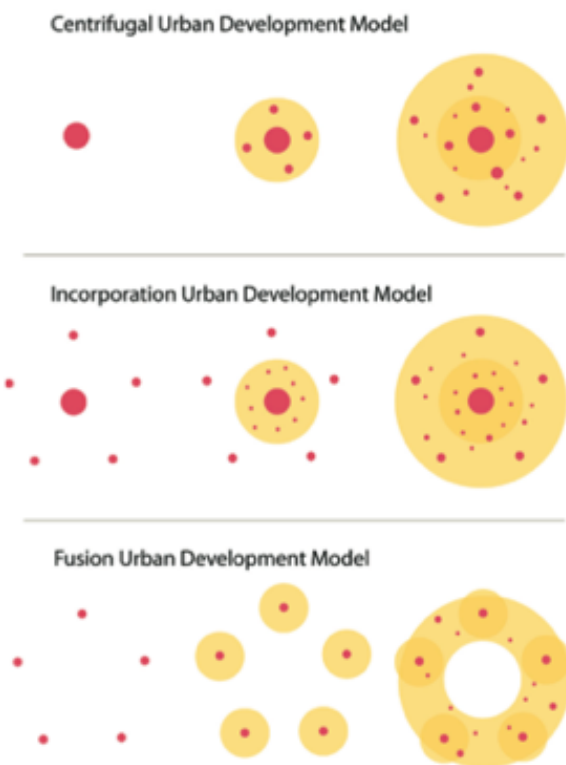 Centrifugal Urban Development Model
Incorporation Urban Development Model
Fusion Urban Development Model